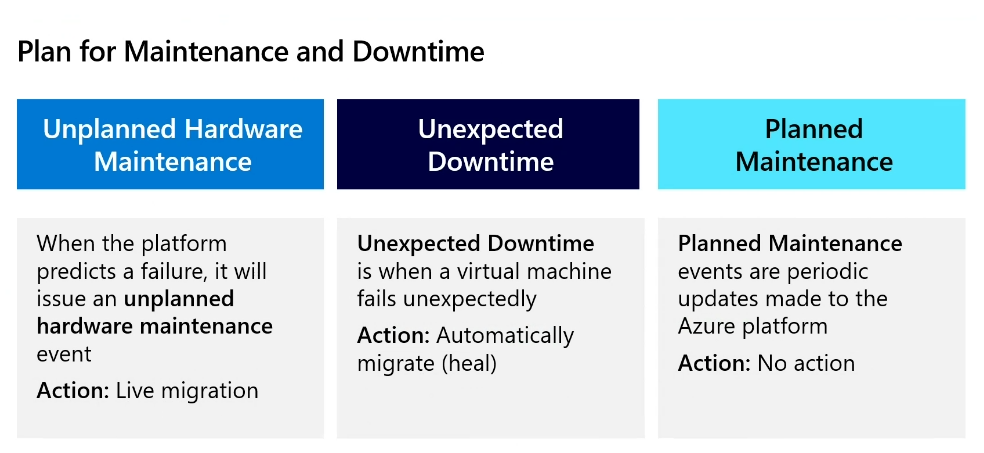 Plan for Maintenance and Downtime
Unplanned Hardware
Maintenance
When the platform
predicts a failure, it will
issue an unplanned
hardware maintenance
event
Action: Live migration
Unexpected
Downtime
Unexpected Downtime
is when a virtual machine
fails unexpectedly
Action: Automatically
migrate (heal)
Planned
Maintenance
Planned Maintenance
events are periodic
updates made to the
Azure platform
Action: No action